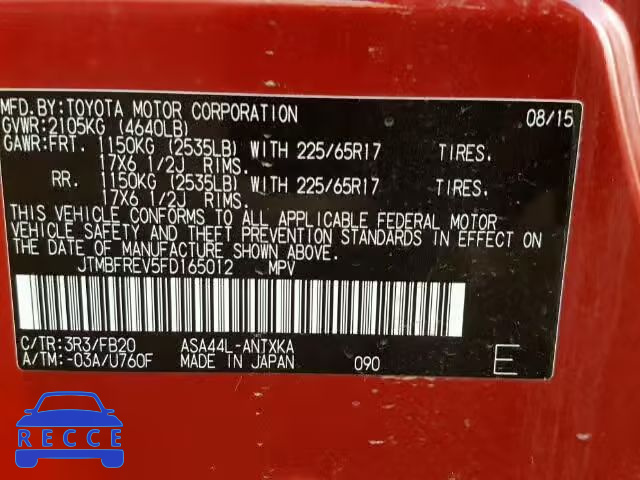 MFD.BY:TOYOTA MOTOR CORPORATION 08/15
GVWR:2105KG (4640LB)
GAWR:FRT. 1150KG (2535LB) WITH 225/65R17 TIRES.
17X6 1/2J RIMS.
RR. 1150KG (2535LB) WITH 225/65R17 TIRES.
17X6 1/2J RIMS.
THIS VEHICLE CONFORMS TO ALL APPLICABLE FEDERAL MOTOR
VEHICLE SAFETY AND THEFT PREVENTION STANDARDS IN EFFECT ON
THE DATE OF MANUFACTURE SHOWN ABOVE.
JTMBFREV5FD165012 MPV
C/TR:3R3/FB20 ASA44L-ANTXKA
A/TM:-03A/U760F MADE IN JAPAN 090 E